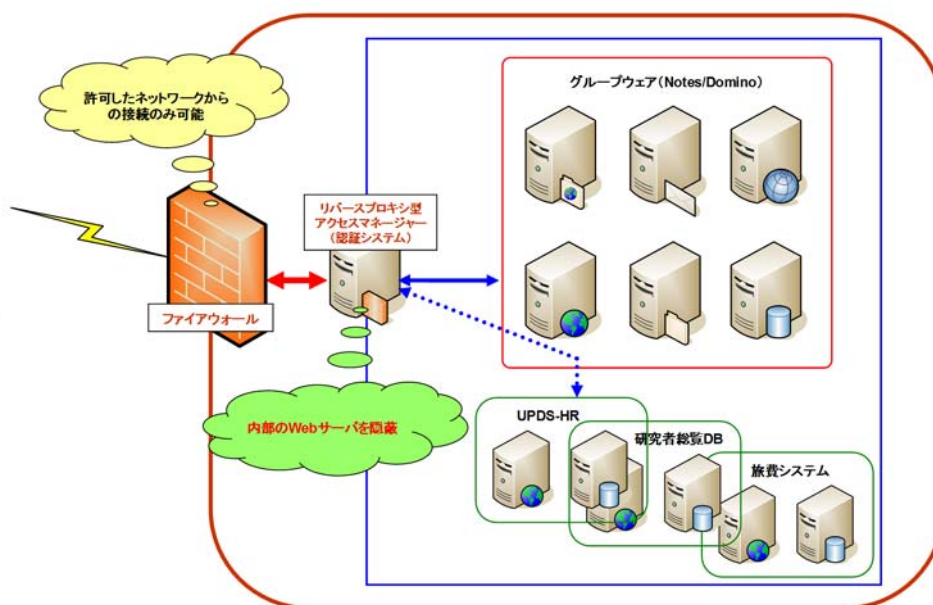 グループウェア(Notes/Domino)
許可したネットワークから
の接続のみ可能
リバースプロキシ型
アクセスマネージャー
(認証システム)
ファイアウォール
内部のWebサーバを隠蔽
UPDS-HR
研究者総覧DB
旅費システム